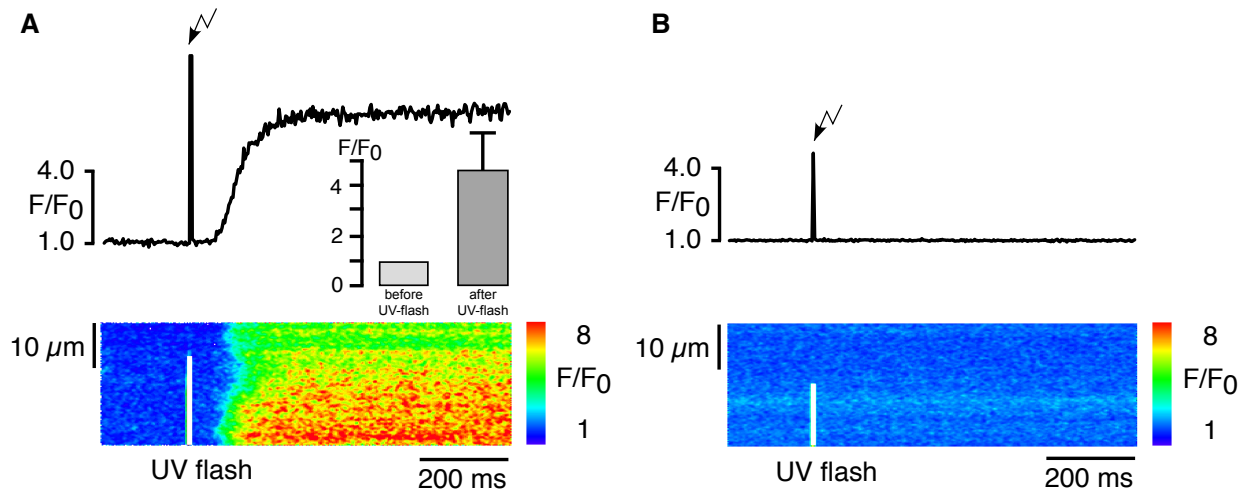 A
4.0
F/F0
1.0
F/F0
4
2
0
before
UV-flash
after
UV-flash
10 µm
8
F/F0
1
UV flash
200 ms
B
4.0
F/F0
1.0
10 µm
8
F/F0
1
UV flash
200 ms